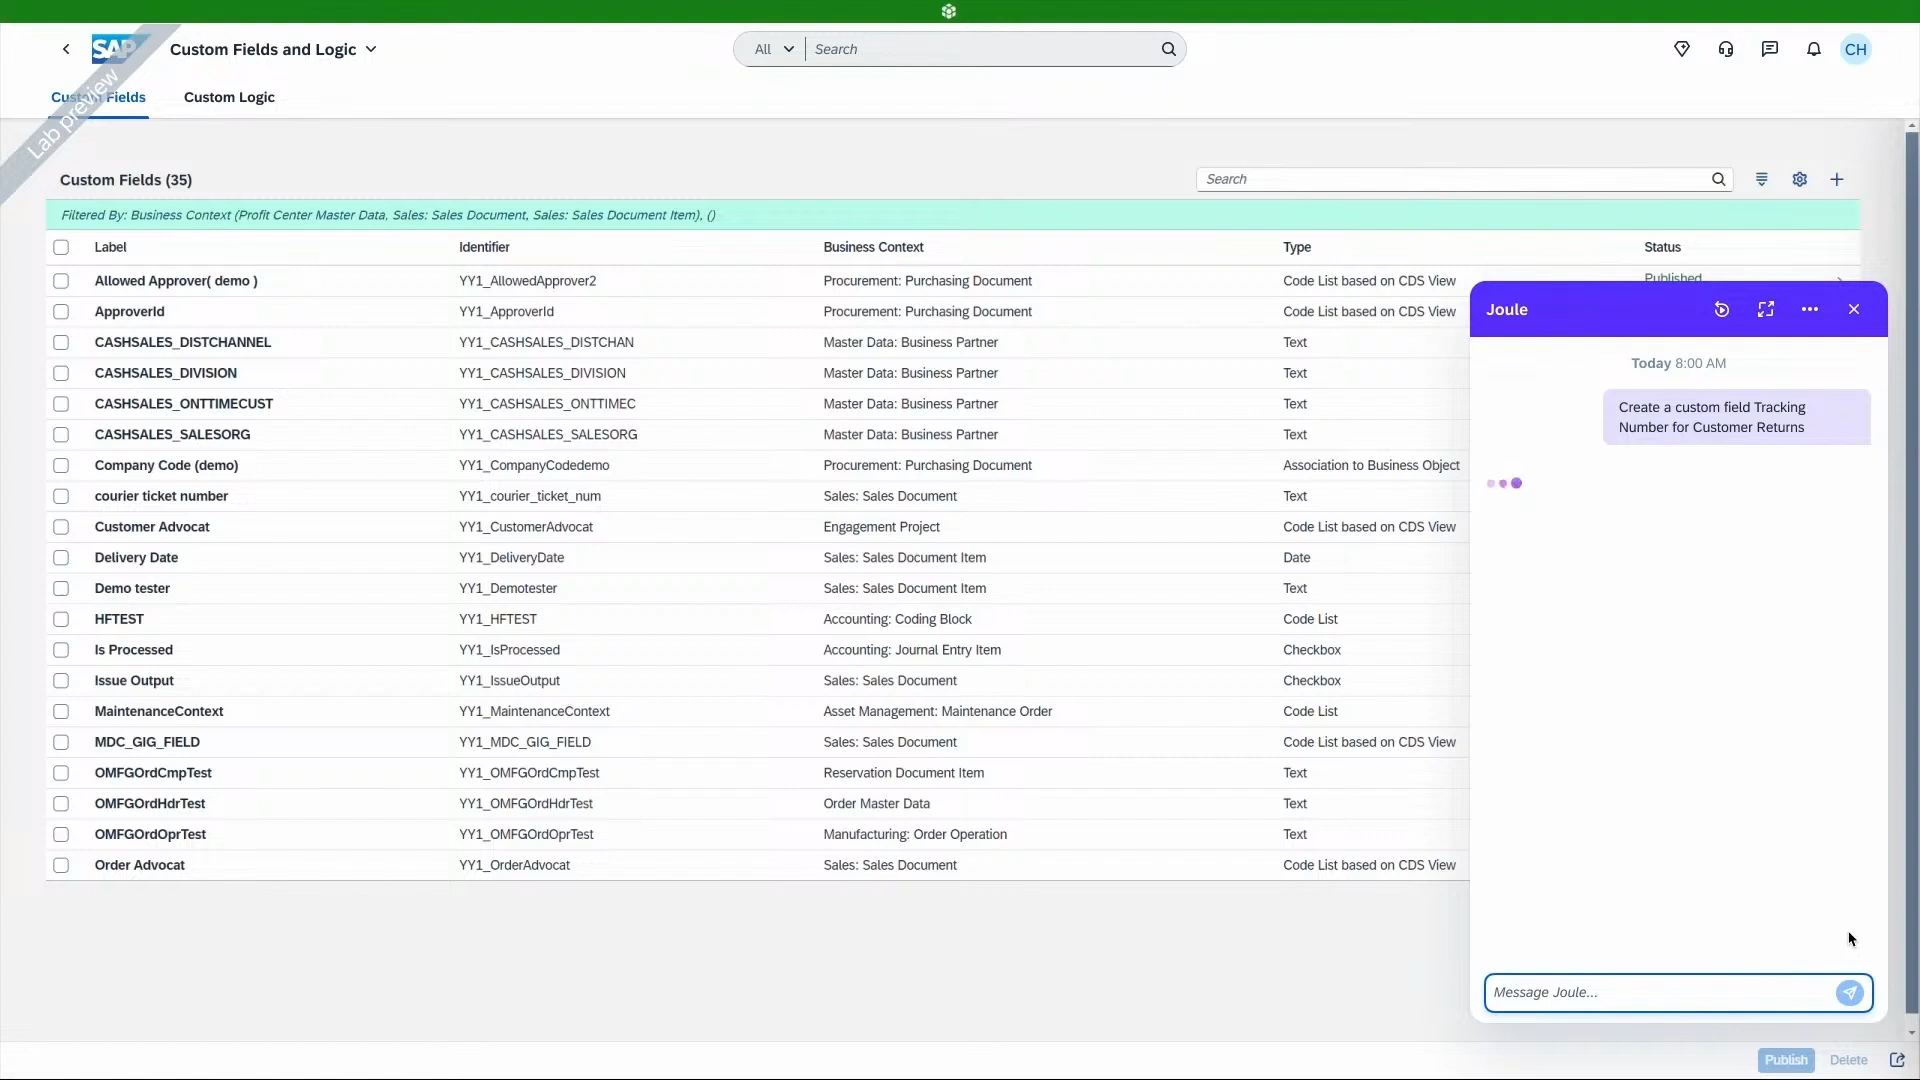 SAP
Custom Fields and Logic
All
Search
CH
Custom Fields
Custom Logic
Lab preview
Custom Fields (35)
Search
Filtered By: Business Context (Profit Center Master Data, Sales: Sales Document, Sales: Sales Document Item), ()
Label Identifier Business Context Type Status
Allowed Approver( demo ) YY1_AllowedApprover2 Procurement: Purchasing Document Code List based on CDS View Published
ApproverId YY1_ApproverId Procurement: Purchasing Document Code List based on CDS View
CASHSALES_DISTCHANNEL YY1_CASHSALES_DISTCHAN Master Data: Business Partner Text
CASHSALES_DIVISION YY1_CASHSALES_DIVISION Master Data: Business Partner Text
CASHSALES_ONTTIMECUST YY1_CASHSALES_ONTTIMEC Master Data: Business Partner Text
CASHSALES_SALESORG YY1_CASHSALES_SALESORG Master Data: Business Partner Text
Company Code (demo) YY1_CompanyCodedemo Procurement: Purchasing Document Association to Business Object
courier ticket number YY1_courier_ticket_num Sales: Sales Document Text
Customer Advocat YY1_CustomerAdvocat Engagement Project Code List based on CDS View
Delivery Date YY1_DeliveryDate Sales: Sales Document Item Date
Demo tester YY1_Demotester Sales: Sales Document Item Text
HFTEST YY1_HFTEST Accounting: Coding Block Code List
Is Processed YY1_IsProcessed Accounting: Journal Entry Item Checkbox
Issue Output YY1_IssueOutput Sales: Sales Document Checkbox
MaintenanceContext YY1_MaintenanceContext Asset Management: Maintenance Order Code List
MDC_GIG_FIELD YY1_MDC_GIG_FIELD Sales: Sales Document Code List based on CDS View
OMFGOrdCmpTest YY1_OMFGOrdCmpTest Reservation Document Item Text
OMFGOrdHdrTest YY1_OMFGOrdHdrTest Order Master Data Text
OMFGOrdOprTest YY1_OMFGOrdOprTest Manufacturing: Order Operation Text
Order Advocat YY1_OrderAdvocat Sales: Sales Document Code List based on CDS View
Joule
Today 8:00 AM
Create a custom field Tracking
Number for Customer Returns
Message Joule...
Publish
Delete